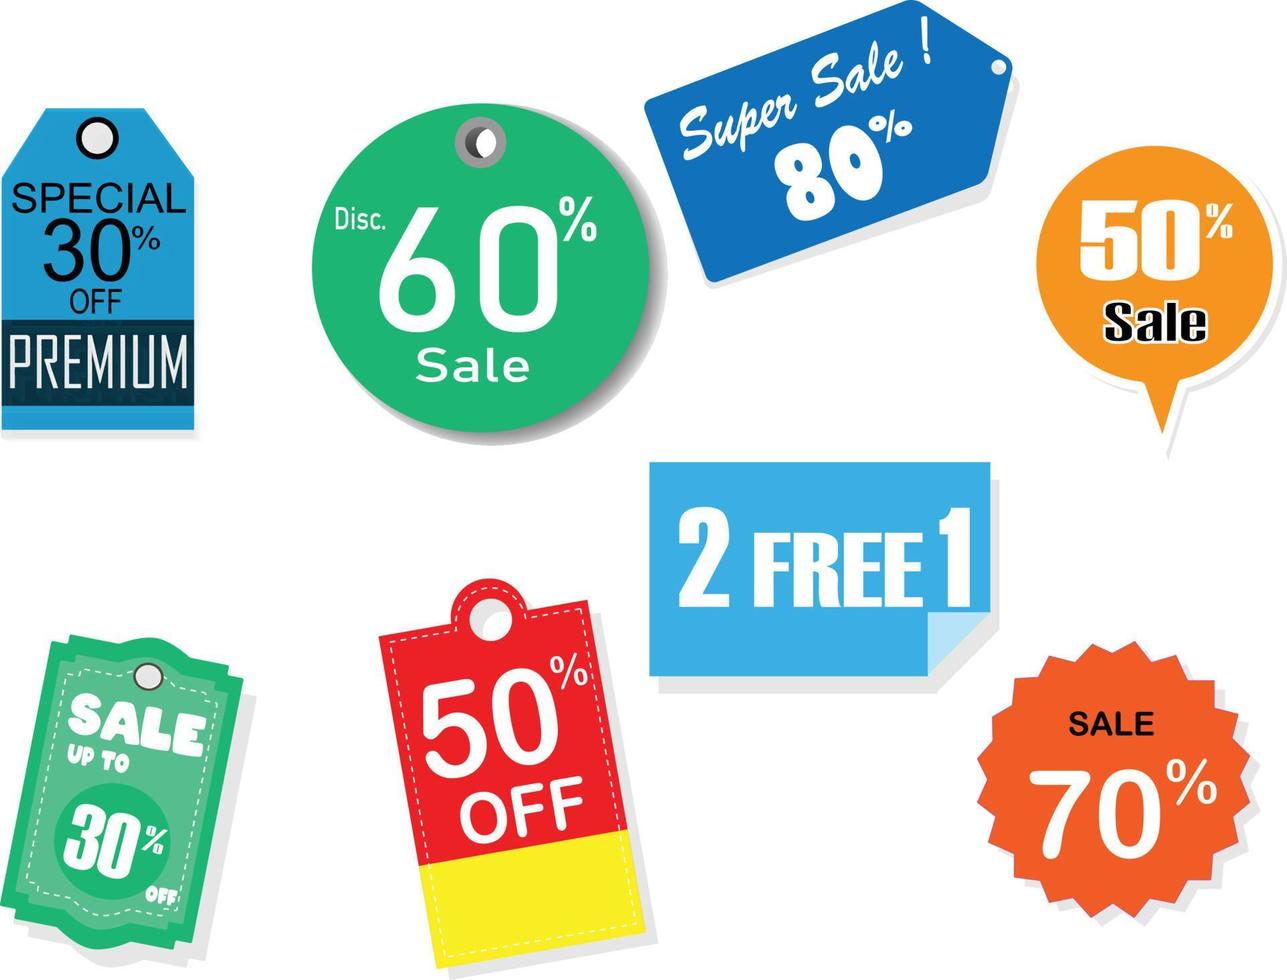 SPECIAL
30%
OFF
PREMIUM
Disc. 60%
Sale
Super Sale !
80%
50%
Sale
2 FREE 1
SALE
UP TO
30%
OFF
50%
OFF
SALE
70%